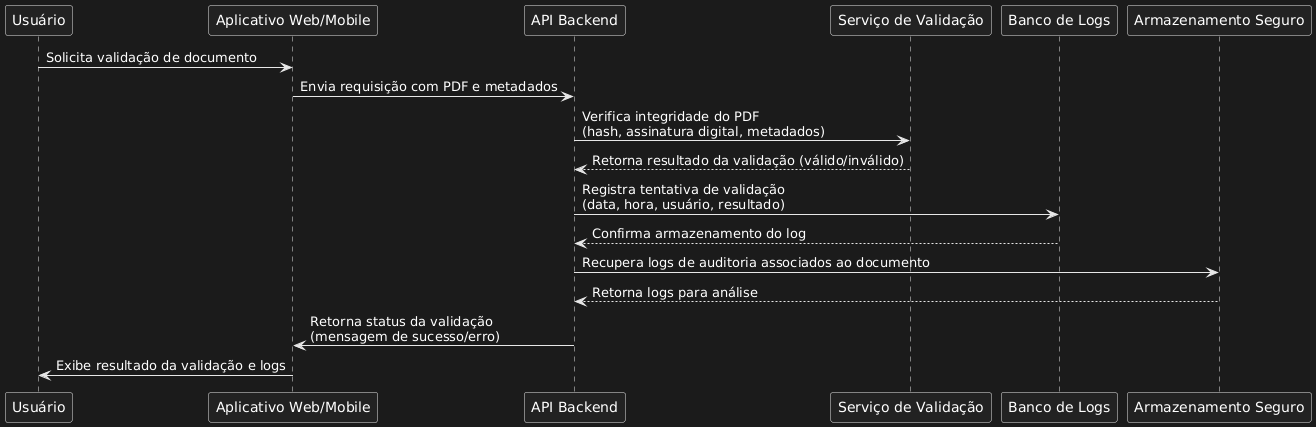 Usuário
Aplicativo Web/Mobile
API Backend
Serviço de Validação
Banco de Logs
Armazenamento Seguro
Solicita validação de documento
Envia requisição com PDF e metadados
Verifica integridade do PDF
(hash, assinatura digital, metadados)
Retorna resultado da validação (válido/inválido)
Registra tentativa de validação
(data, hora, usuário, resultado)
Confirma armazenamento do log
Recupera logs de auditoria associados ao documento
Retorna logs para análise
Retorna status da validação
(mensagem de sucesso/erro)
Exibe resultado da validação e logs
Usuário
Aplicativo Web/Mobile
API Backend
Serviço de Validação
Banco de Logs
Armazenamento Seguro